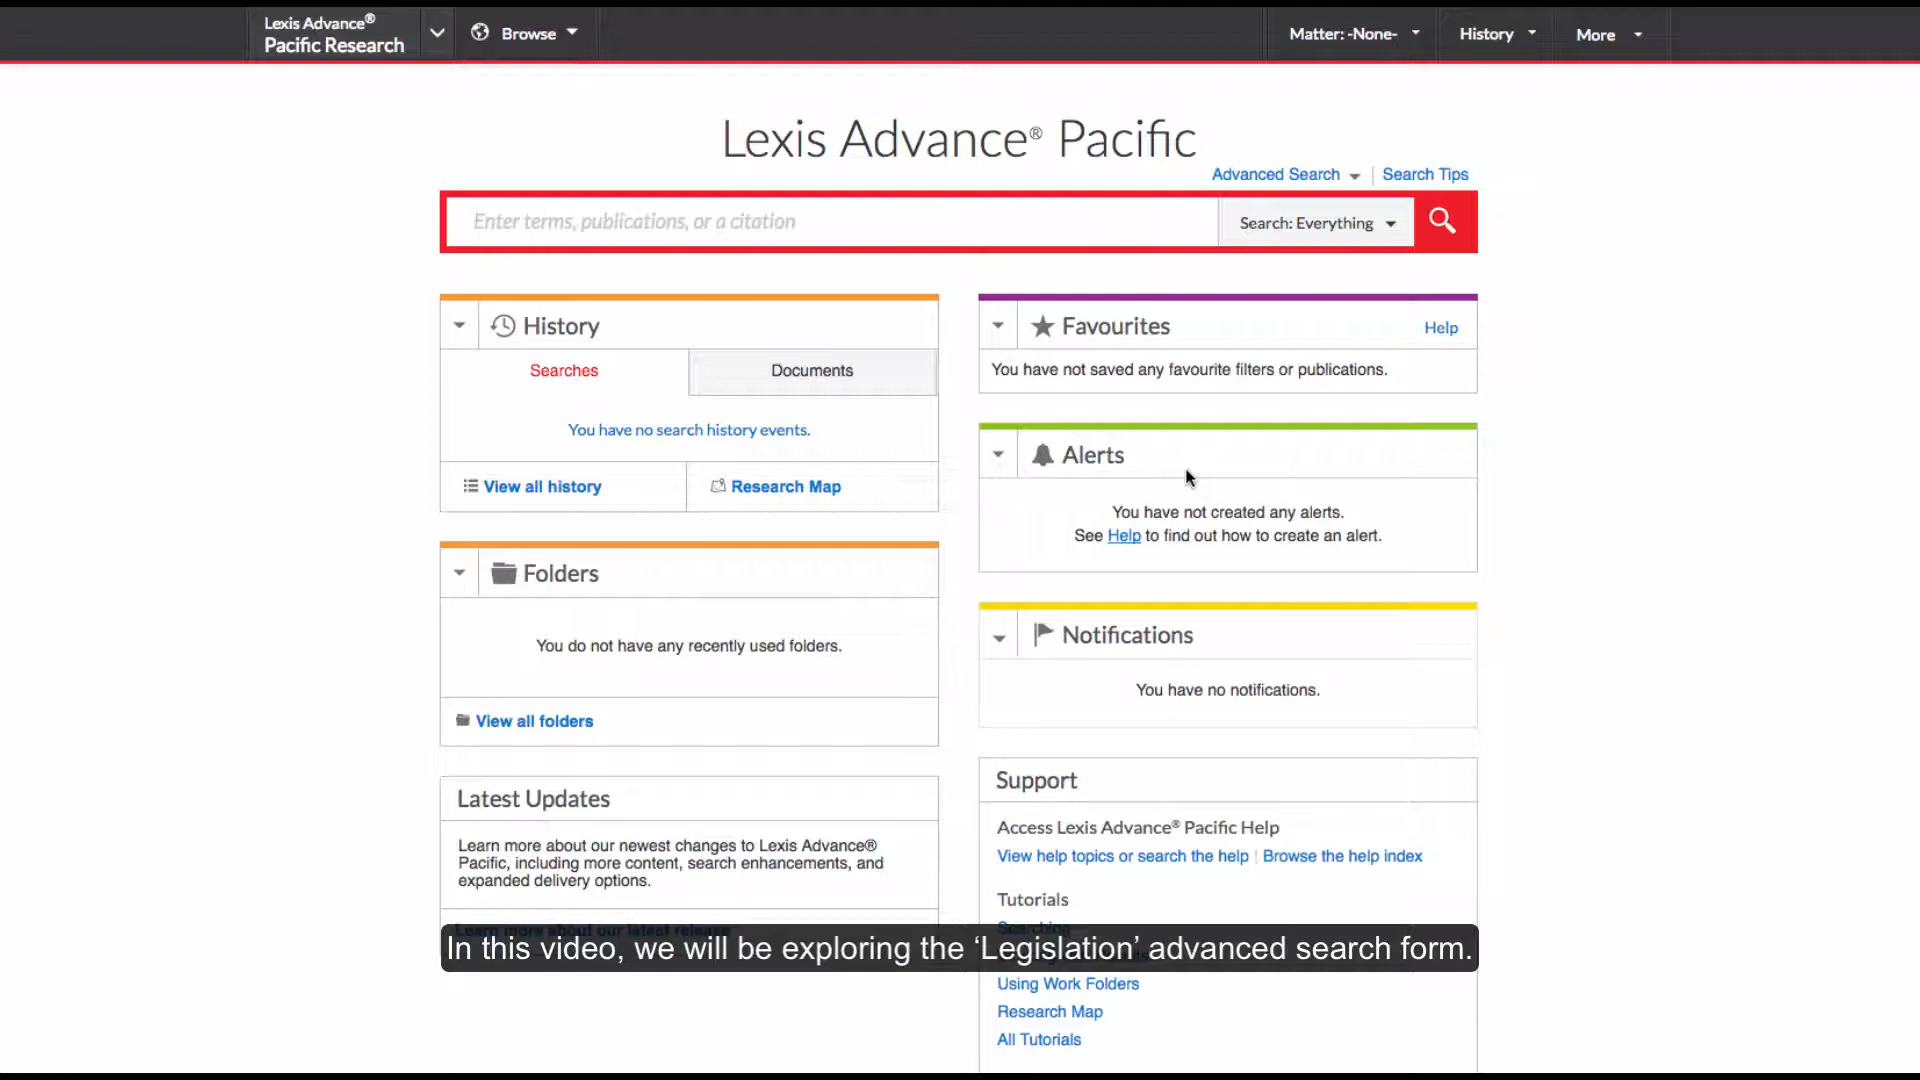 Lexis Advance®
Pacific Research
Browse
Matter: -None-
History
More
Lexis Advance® Pacific
Advanced Search
Search Tips
Enter terms, publications, or a citation
Search: Everything
History
Searches
Documents
You have no search history events.
View all history
Research Map
Folders
You do not have any recently used folders.
View all folders
Latest Updates
Learn more about our newest changes to Lexis Advance®
Pacific, including more content, search enhancements, and
expanded delivery options.
Learn more about our latest release
Favourites
Help
You have not saved any favourite filters or publications.
Alerts
You have not created any alerts.
See Help to find out how to create an alert.
Notifications
You have no notifications.
Support
Access Lexis Advance® Pacific Help
View help topics or search the help | Browse the help index
Tutorials
Searching
In this video, we will be exploring the ‘Legislation’ advanced search form.
Using Work Folders
Research Map
All Tutorials